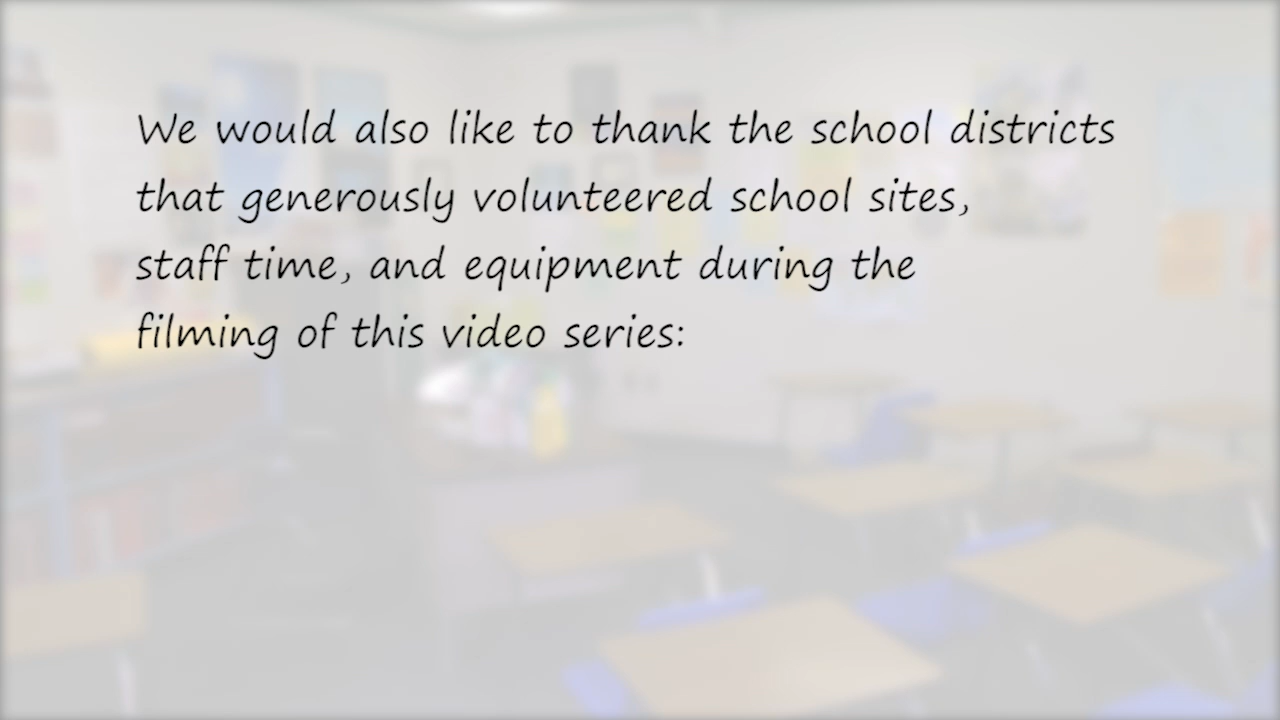 We would also like to thank the school districts
that generously volunteered school sites,
staff time, and equipment during the
filming of this video series: